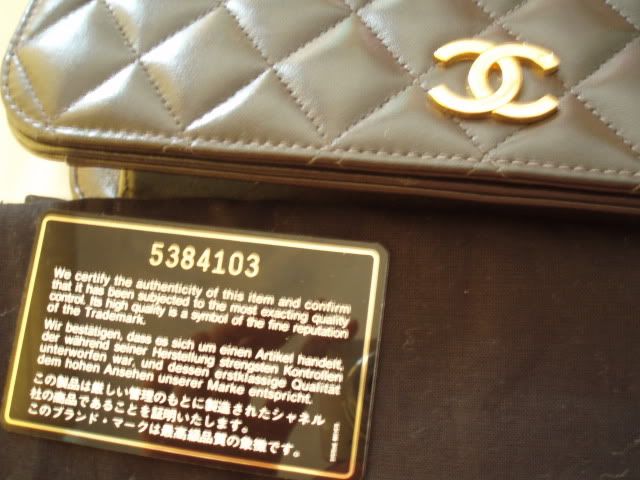 5384103
We certify the authenticity of this item and confirm
that it has been subjected to the most exacting quality
control. Its high quality is a symbol of the fine reputation
of the Trademark.
Wir bestätigen, dass es sich um einen Artikel handelt,
der während seiner Herstellung strengsten Kontrollen
unterworfen war, und dessen erstklassige Qualität
dem hohen Ansehen unserer Marke entspricht.
この製品は厳しい管理のもとに製造されたシャネル
社の商品であることを証明いたします。
このブランド・マークは最高級品質の象徴です。